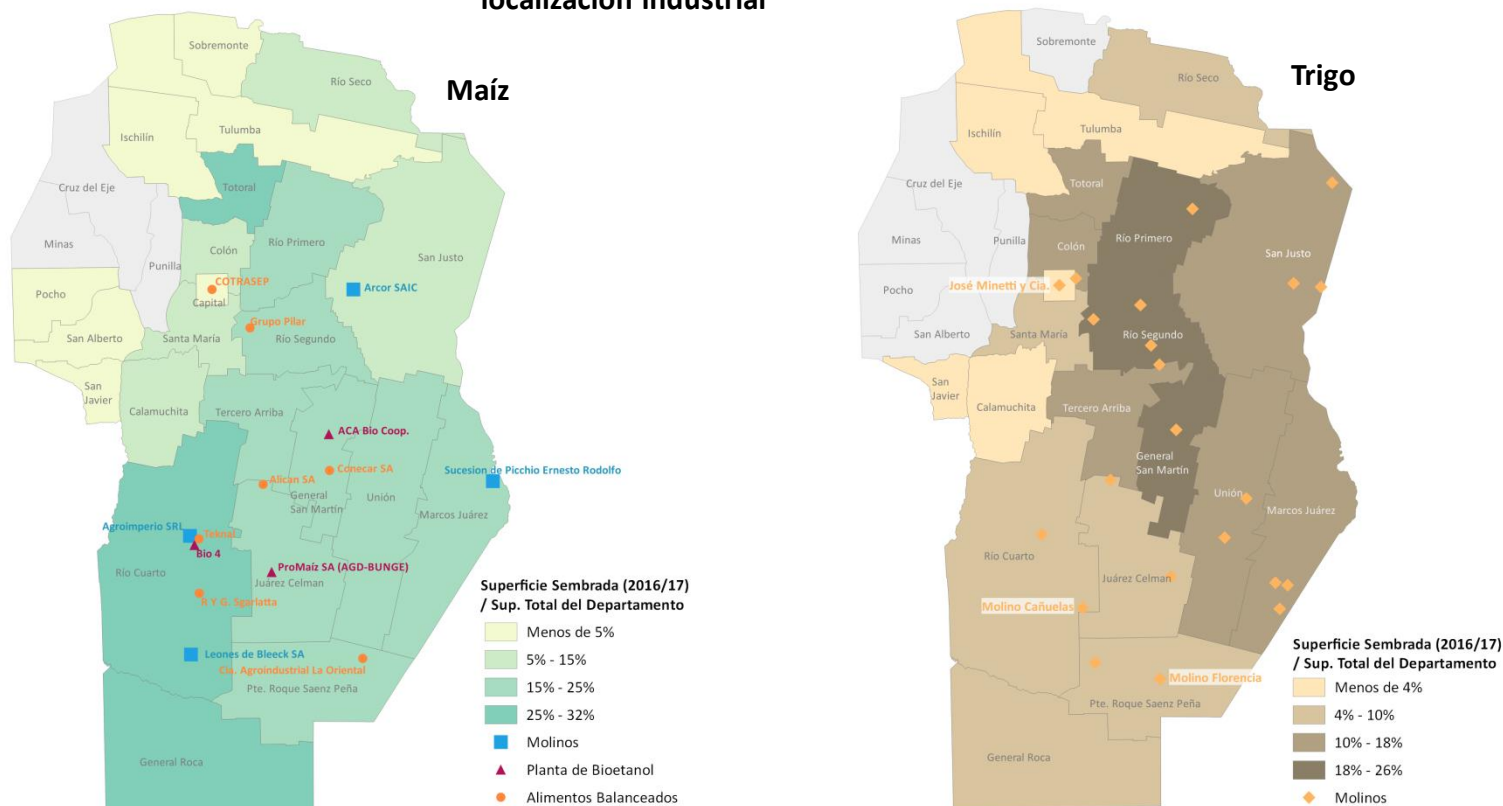 localización industrial
Maíz
Sobremonte
Río Seco
Ischilín
Tulumba
Cruz del Eje
Totoral
Minas
Punilla
Colón
Río Primero
San Justo
Pocho
COTRASEP
Capital
Arcor SAIC
San Alberto
Santa María
Grupo Pilar
Río Segundo
San
Javier
Calamuchita
Tercero Arriba
ACA Bio Coop.
Conecar SA
Sucesion de Picchio Ernesto Rodolfo
Alican SA
General
San Martín
Unión
Marcos Juárez
Agroimperio SRL
Teknal
Bio 4
Río Cuarto
ProMaíz SA (AGD-BUNGE)
Juárez Celman
R Y G. Sgarlatta
Leones de Bleeck SA
Cia. Agroindustrial La Oriental
Pte. Roque Saenz Peña
General Roca
Superficie Sembrada (2016/17)
/ Sup. Total del Departamento
Menos de 5%
5% - 15%
15% - 25%
25% - 32%
Molinos
Planta de Bioetanol
Alimentos Balanceados
Trigo
Sobremonte
Río Seco
Ischilín
Tulumba
Cruz del Eje
Totoral
Minas
Punilla
Colón
Río Primero
San Justo
Pocho
José Minetti y Cia.
San Alberto
Santa María
Río Segundo
San
Javier
Calamuchita
Tercero Arriba
General
San Martín
Unión
Marcos Juárez
Río Cuarto
Juárez Celman
Molino Cañuelas
Molino Florencia
Pte. Roque Saenz Peña
General Roca
Superficie Sembrada (2016/17)
/ Sup. Total del Departamento
Menos de 4%
4% - 10%
10% - 18%
18% - 26%
Molinos